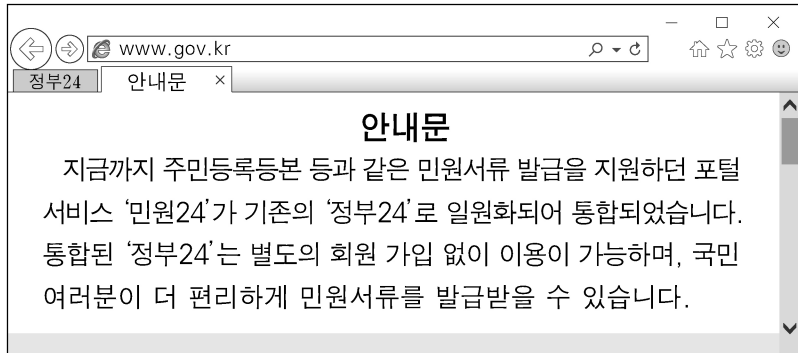 www.gov.kr
정부24 안내문 ×
안내문
지금까지 주민등록등본 등과 같은 민원서류 발급을 지원하던 포털
서비스 ‘민원24’가 기존의 ‘정부24’로 일원화되어 통합되었습니다.
통합된 ‘정부24’는 별도의 회원 가입 없이 이용이 가능하며, 국민
여러분이 더 편리하게 민원서류를 발급받을 수 있습니다.